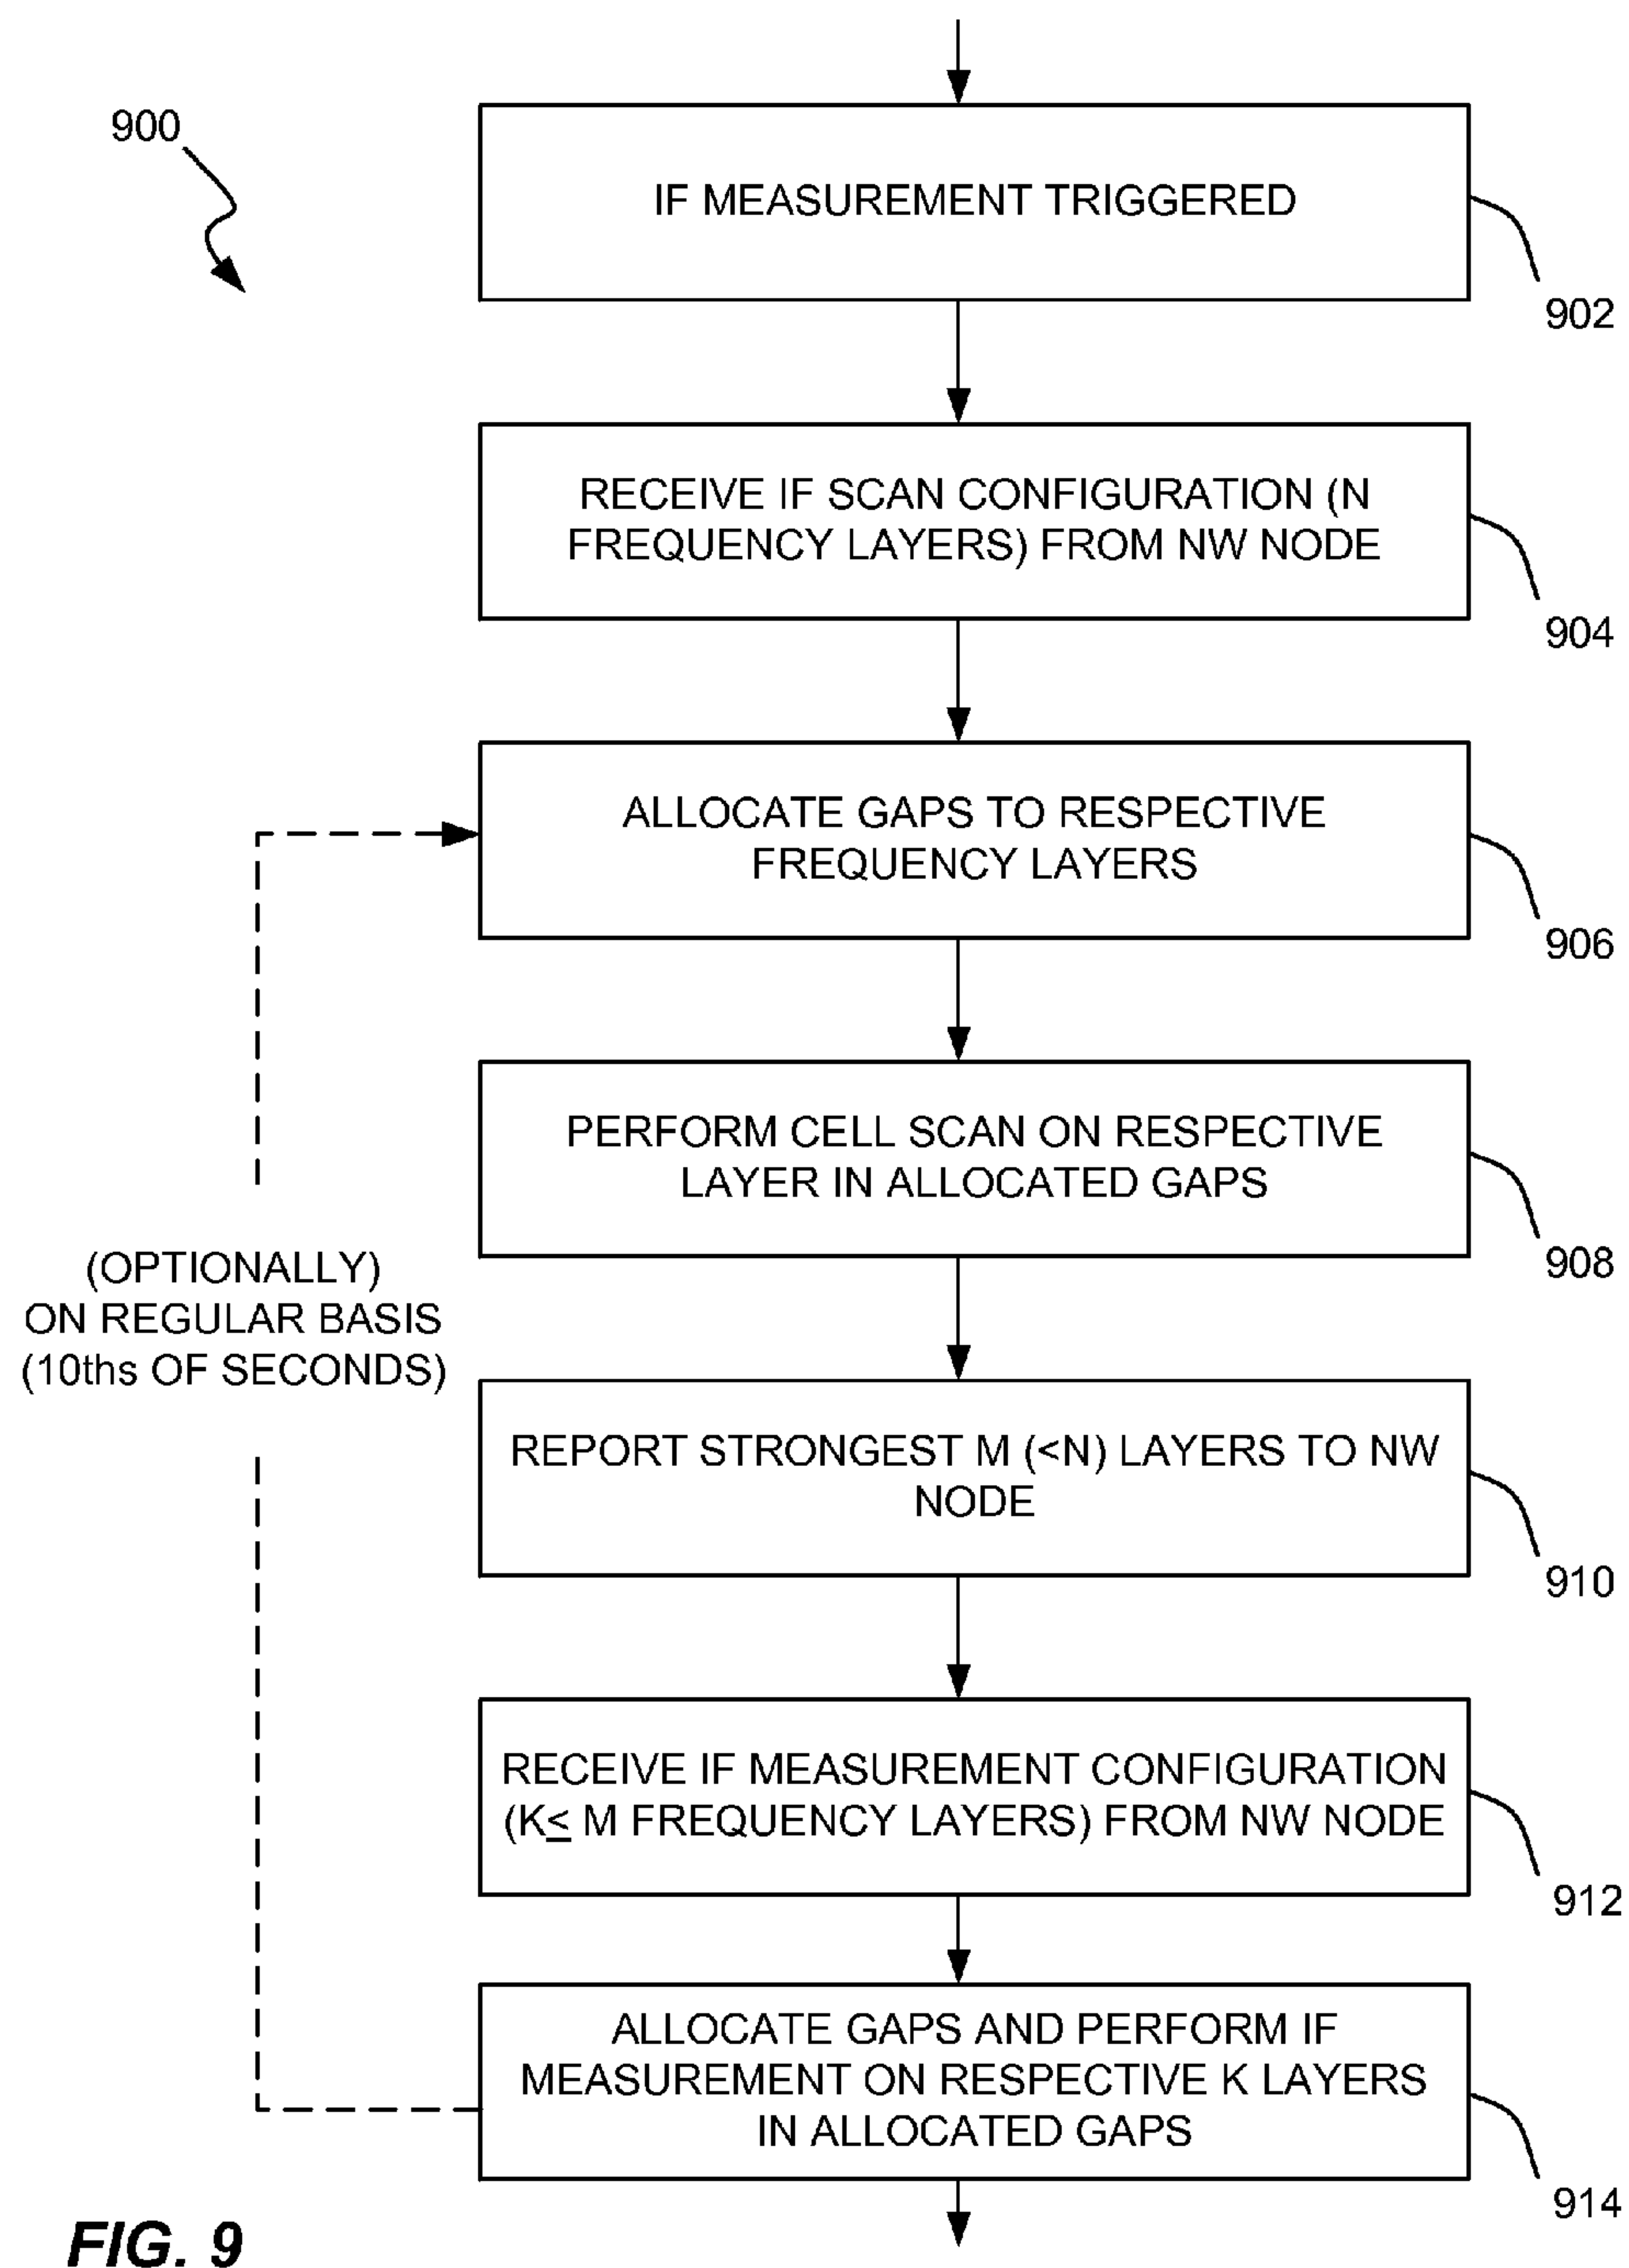 900
IF MEASUREMENT TRIGGERED
902
RECEIVE IF SCAN CONFIGURATION (N
FREQUENCY LAYERS) FROM NW NODE
904
ALLOCATE GAPS TO RESPECTIVE
FREQUENCY LAYERS
906
PERFORM CELL SCAN ON RESPECTIVE
LAYER IN ALLOCATED GAPS
908
(OPTIONALLY)
ON REGULAR BASIS
(10ths OF SECONDS)
REPORT STRONGEST M (<N) LAYERS TO NW
NODE
910
RECEIVE IF MEASUREMENT CONFIGURATION
(K≤ M FREQUENCY LAYERS) FROM NW NODE
912
ALLOCATE GAPS AND PERFORM IF
MEASUREMENT ON RESPECTIVE K LAYERS
IN ALLOCATED GAPS
914
FIG. 9